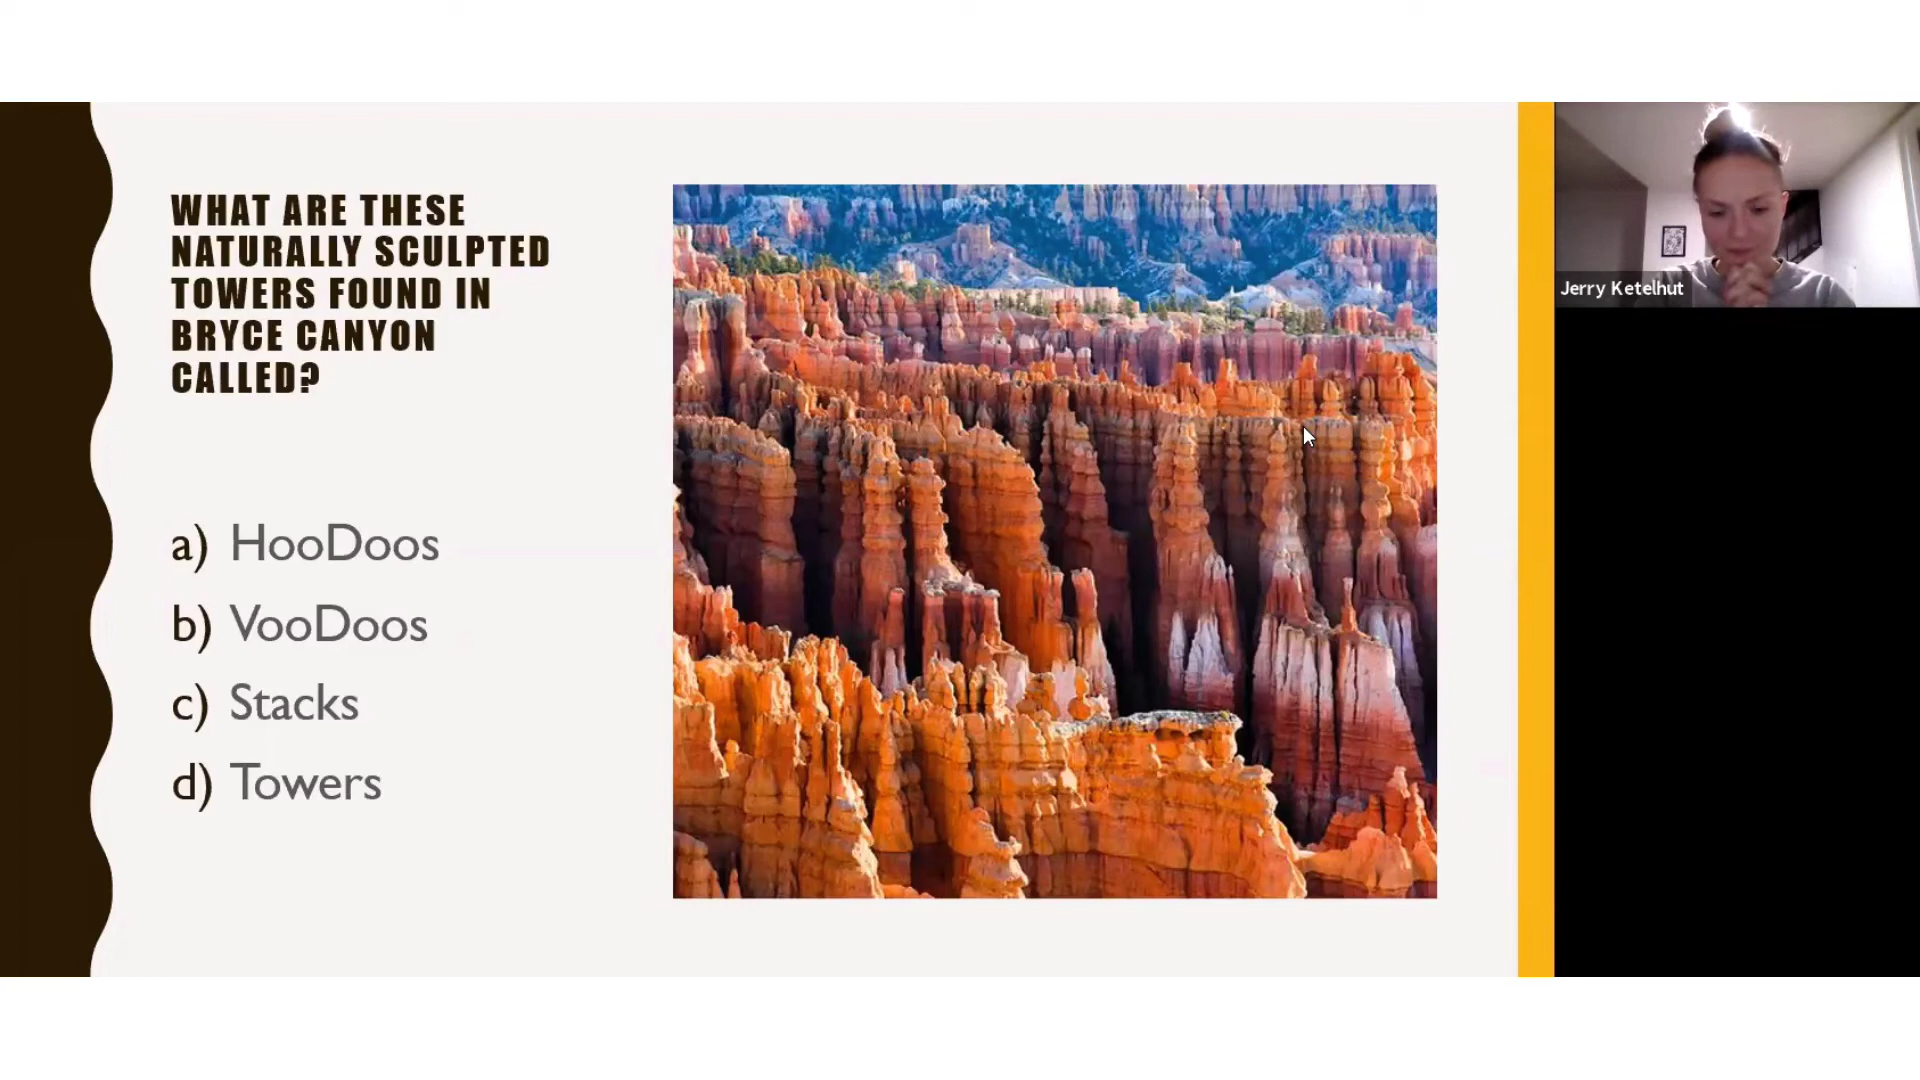 WHAT ARE THESE
NATURALLY SCULPTED
TOWERS FOUND IN
BRYCE CANYON
CALLED?
a) HooDoos
b) VooDoos
c) Stacks
d) Towers
Jerry Ketelhut